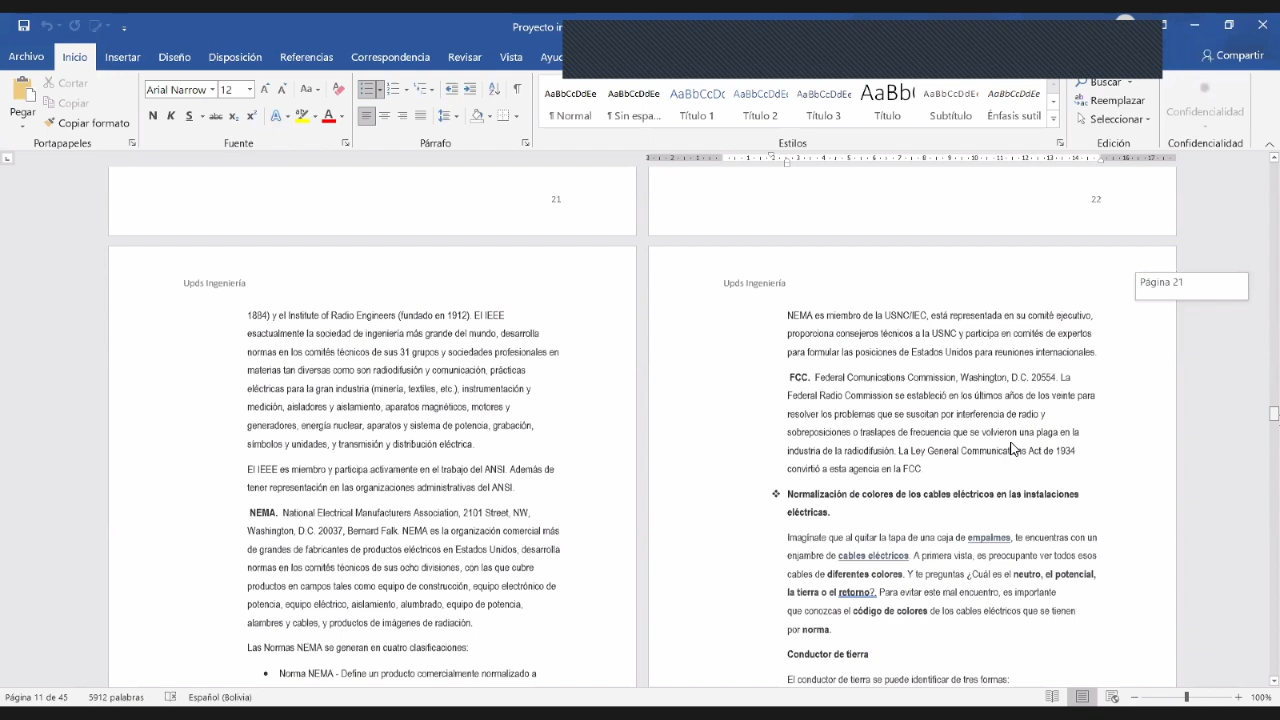 Proyecto in
Archivo Inicio Insertar Diseño Disposición Referencias Correspondencia Revisar Vista Ayu
Compartir
Pegar
Cortar
Copiar
Copiar formato
Portapapeles
Arial Narrow 12 Aa
N K S abc x₂ x²
Fuente
Párrafo
AaBbCcDdEe AaBbCcDdEe AaBbCcDc AaBbCcDdE AaBbCcDdE AaBb( AaBbCcDdEe AaBbCcDdEe
¶ Normal ¶ Sin espa... Título 1 Título 2 Título 3 Título Subtítulo Énfasis sutil
Estilos
Buscar
Reemplazar
Seleccionar
Edición
Confidencialidad
Confidencialidad
21
22
Upds Ingeniería
1884) y el Institute of Radio Engineers (fundado en 1912). El IEEE
esactualmente la sociedad de ingeniería más grande del mundo, desarrolla
normas en los comités técnicos de sus 31 grupos y sociedades profesionales en
materias tan diversas como son radiodifusión y comunicación, prácticas
eléctricas para la gran industria (minería, textiles, etc.), instrumentación y
medición, aisladores y aislamiento, aparatos magnéticos, motores y
generadores, energía nuclear, aparatos y sistema de potencia, grabación,
símbolos y unidades, y transmisión y distribución eléctrica.
El IEEE es miembro y participa activamente en el trabajo del ANSI. Además de
tener representación en las organizaciones administrativas del ANSI.
NEMA. National Electrical Manufacturers Association, 2101 Street, NW,
Washington, D.C. 20037, Bernard Falk. NEMA es la organización comercial más
de grandes de fabricantes de productos eléctricos en Estados Unidos, desarrolla
normas en los comités técnicos de sus ocho divisiones, con las que cubre
productos en campos tales como equipo de construcción, equipo electrónico de
potencia, equipo eléctrico, aislamiento, alumbrado, equipo de potencia,
alambres y cables, y productos de imágenes de radiación.
Las Normas NEMA se generan en cuatro clasificaciones:
• Norma NEMA - Define un producto comercialmente normalizado a
Upds Ingeniería
Página 21
NEMA es miembro de la USNC/IEC, está representada en su comité ejecutivo,
proporciona consejeros técnicos a la USNC y participa en comités de expertos
para formular las posiciones de Estados Unidos para reuniones internacionales.
FCC. Federal Comunications Commission, Washington, D.C. 20554. La
Federal Radio Commission se estableció en los últimos años de los veinte para
resolver los problemas que se suscitan por interferencia de radio y
sobreposiciones o traslapes de frecuencia que se volvieron una plaga en la
industria de la radiodifusión. La Ley General Communications Act de 1934
convirtió a esta agencia en la FCC
❖ Normalización de colores de los cables eléctricos en las instalaciones
eléctricas.
Imagínate que al quitar la tapa de una caja de empalmes, te encuentras con un
enjambre de cables eléctricos. A primera vista, es preocupante ver todos esos
cables de diferentes colores. Y te preguntas ¿Cuál es el neutro, el potencial,
la tierra o el retorno?. Para evitar este mal encuentro, es importante
que conozcas el código de colores de los cables eléctricos que se tienen
por norma.
Conductor de tierra
El conductor de tierra se puede identificar de tres formas:
Página 11 de 45 5912 palabras Español (Bolivia) 100%